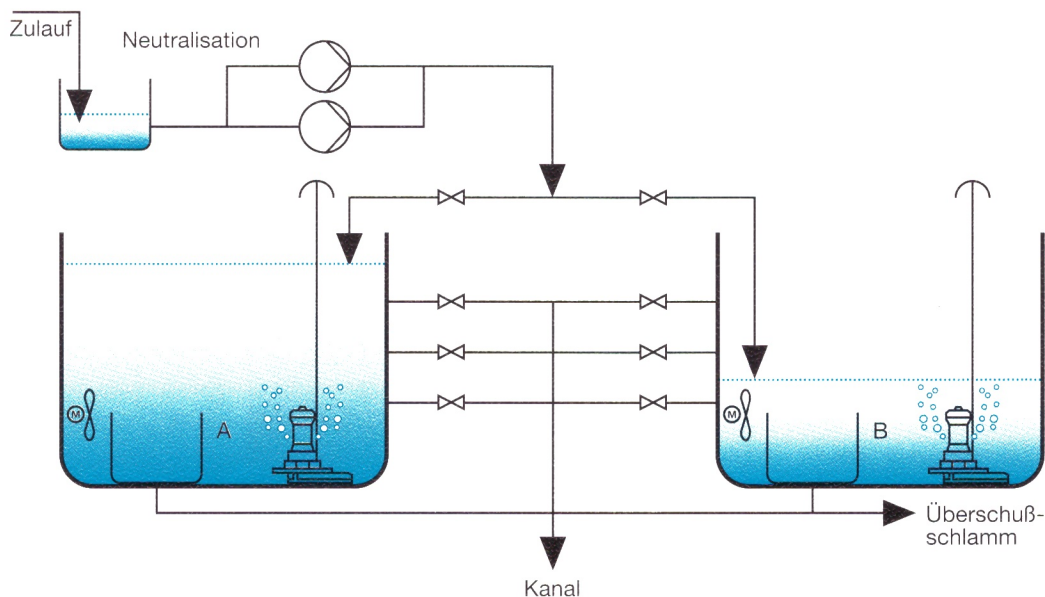 Zulauf
Neutralisation
M
A
M
B
Überschuß-
schlamm
Kanal